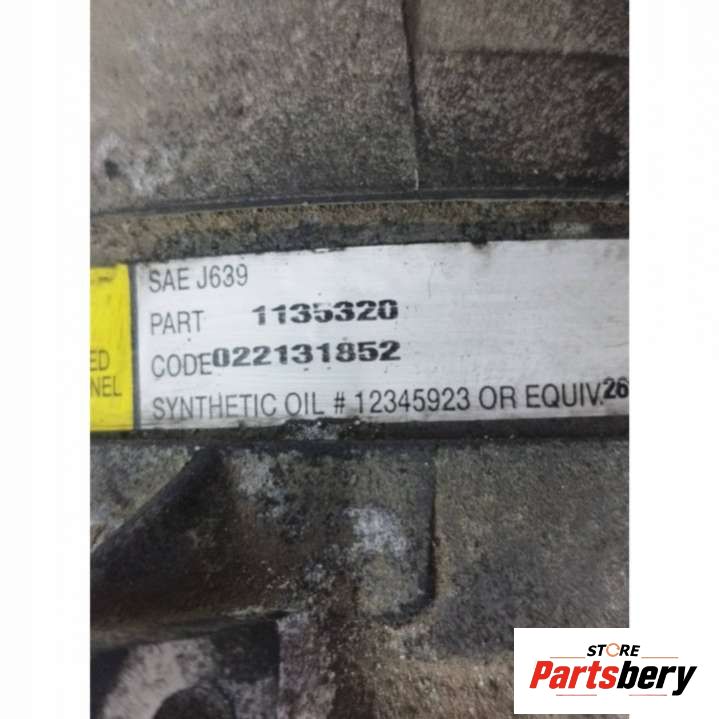 SAE J639
PART 1135320
ED CODE022131852
NEL
SYNTHETIC OIL # 12345923 OR EQUIV.26
STORE
Partsbery